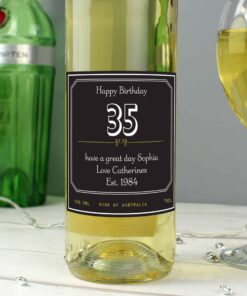 Happy Birthday
35
have a great day Sophia
Love Catherinex
Est. 1984
WINE OF AUSTRALIA